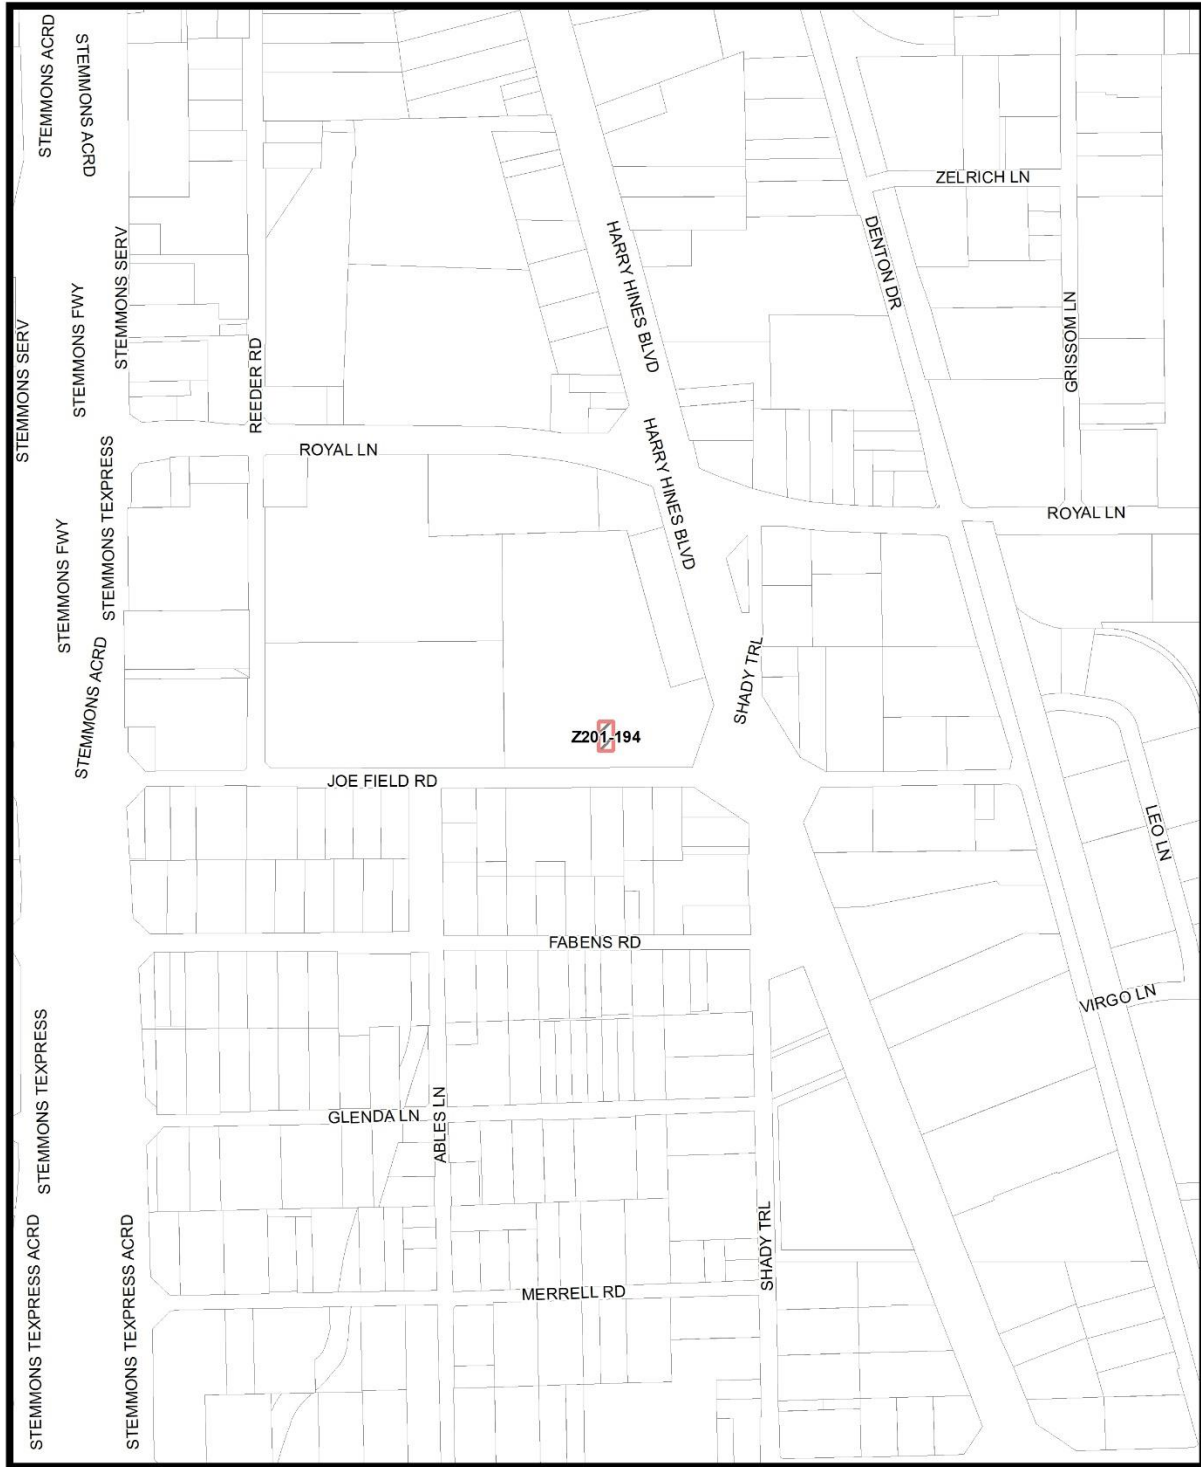 STEMMONS ACRD
STEMMONS ACRD
ZELRICH LN
STEMMONS SERV
HARRY HINES BLVD
DENTON DR
STEMMONS SERV
STEMMONS FWY
REEDER RD
GRISSOM LN
ROYAL LN
HARRY HINES BLVD
STEMMONS TEXPRESS
STEMMONS FWY
ROYAL LN
STEMMONS ACRD
SHADY TRL
Z201-194
JOE FIELD RD
LEO LN
FABENS RD
VIRGO LN
STEMMONS TEXPRESS
GLENDA LN
ABLES LN
SHADY TRL
STEMMONS TEXPRESS ACRD
STEMMONS TEXPRESS ACRD
MERRELL RD